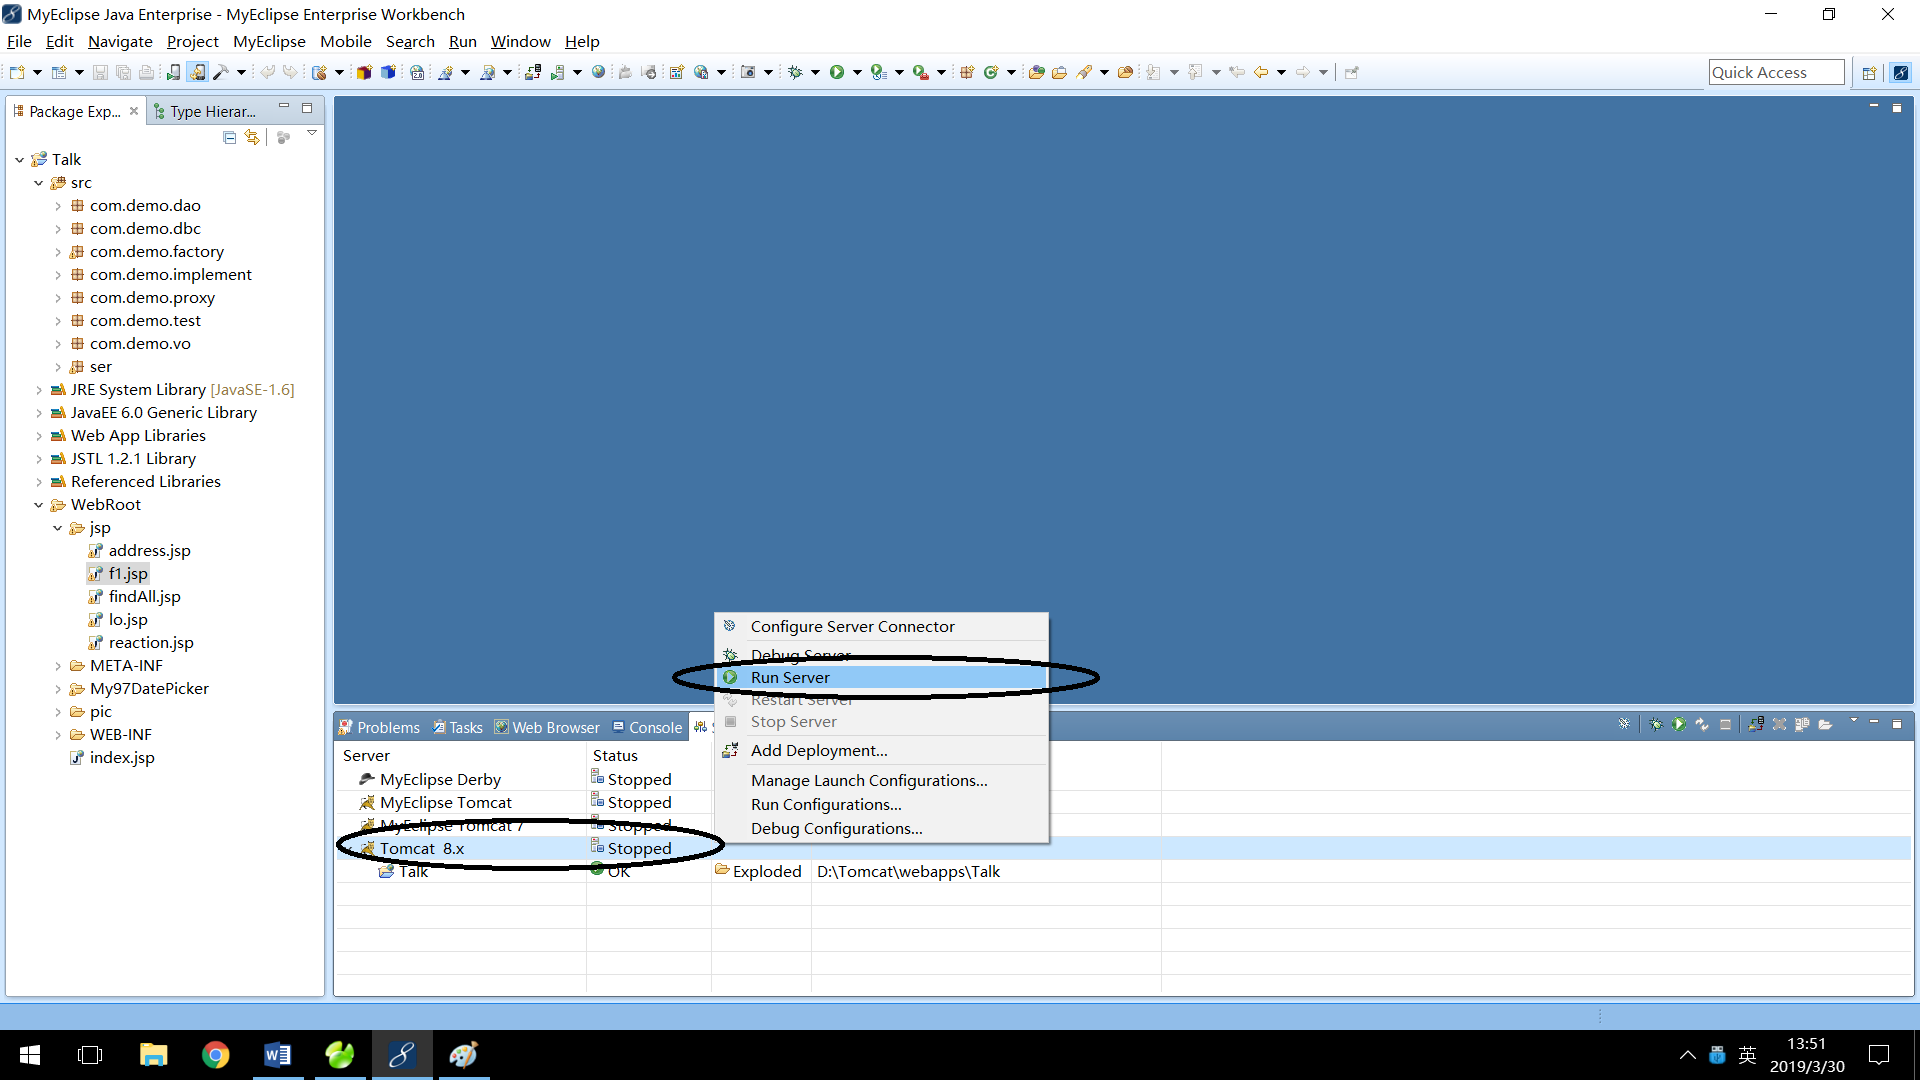 MyEclipse Java Enterprise - MyEclipse Enterprise Workbench
File Edit Navigate Project MyEclipse Mobile Search Run Window Help
Quick Access
Package Exp... Type Hierar...
Talk
src
com.demo.dao
com.demo.dbc
com.demo.factory
com.demo.implement
com.demo.proxy
com.demo.test
com.demo.vo
ser
JRE System Library [JavaSE-1.6]
JavaEE 6.0 Generic Library
Web App Libraries
JSTL 1.2.1 Library
Referenced Libraries
WebRoot
jsp
address.jsp
f1.jsp
findAll.jsp
lo.jsp
reaction.jsp
META-INF
My97DatePicker
pic
WEB-INF
index.jsp
Configure Server Connector
Debug Server
Run Server
Restart Server
Stop Server
Add Deployment...
Manage Launch Configurations...
Run Configurations...
Debug Configurations...
Problems Tasks Web Browser Console
Server Status
MyEclipse Derby Stopped
MyEclipse Tomcat Stopped
MyEclipse Tomcat 7 Stopped
Tomcat 8.x Stopped
Talk OK Exploded D:\Tomcat\webapps\Talk
英
13:51
2019/3/30